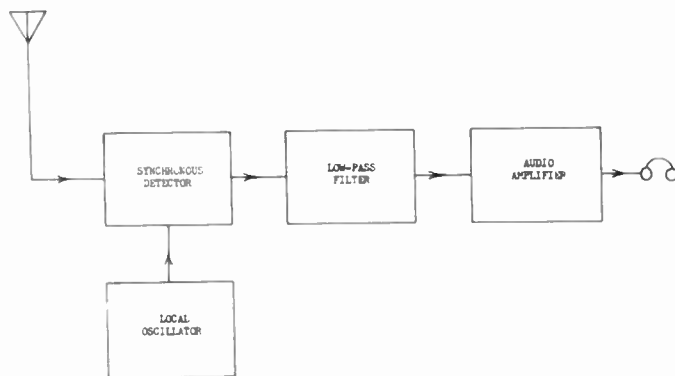 SYNCHRONOUS
DETECTOR
LOW-PASS
FILTER
AUDIO
AMPLIFIER
LOCAL
OSCILLATOR